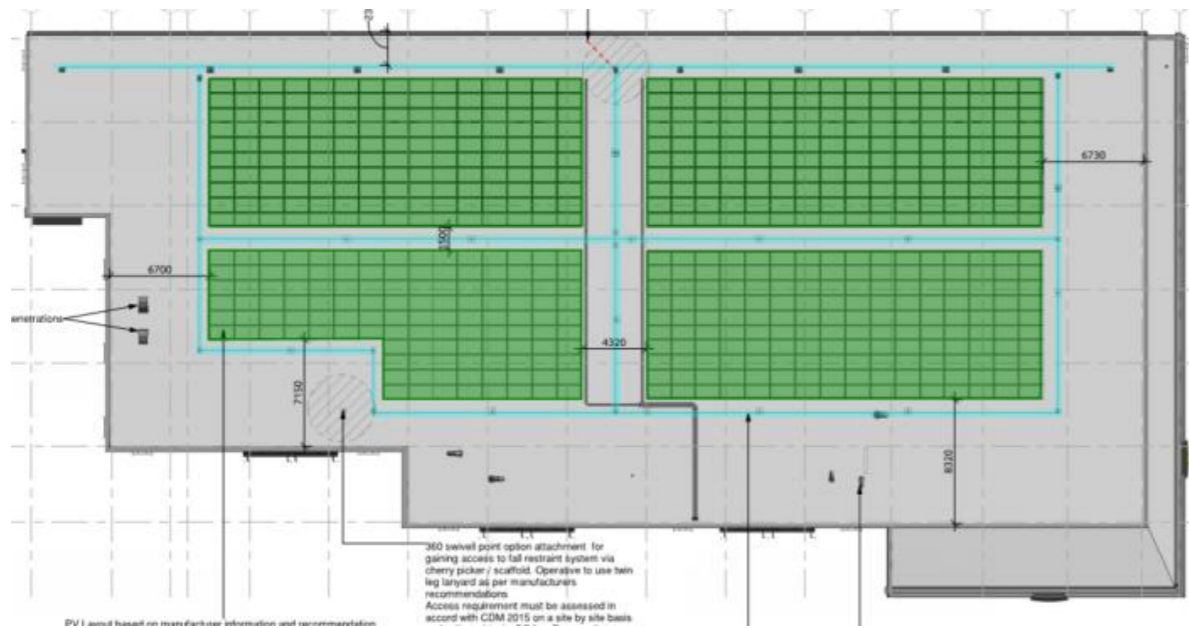 23
6730
1500
6700
enetrations
4320
7150
8320
360 swivell point option attachment for
gaining access to fall restraint system via
cherry picker / scaffold. Operative to use twin
leg lanyard as per manufacturers
recommendations
Access requirement must be assessed in
accord with CDM 2015 on a site by site basis
PV Layout based on manufacturer information and recommendation